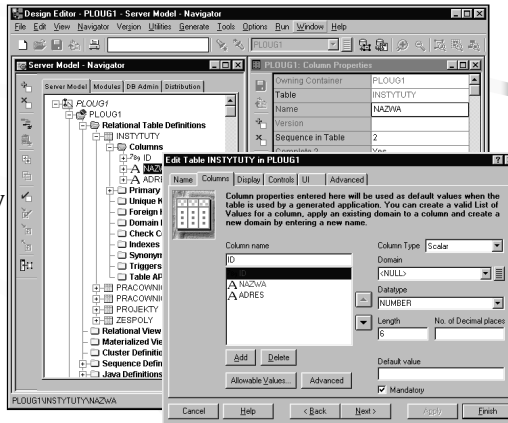 Design Editor - PLOUG1 - Server Model - Navigator
File Edit View Navigator Version Utilities Generate Tools Options Run Window Help
PLOUG1
Server Model - Navigator
Server Model Modules DB Admin Distribution
PLOUG1
PLOUG1
Relational Table Definitions
INSTYTUTY
Columns
789 ID
A NAZW
A ADRE
Primary
Unique K
Foreign
Domain
Check C
Indexes
Synonym
Triggers
Table AP
PRACOWNI
PRACOWNI
PROJEKTY
ZESPOLY
Relational View
Materialized Vie
Cluster Definitio
Sequence Defin
Java Definitions
PLOUG1\INSTYTUTY\NAZWA
PLOUG1: Column Properties
Owning Container PLOUG1
Table INSTYTUTY
Name NAZWA
Version
Sequence in Table 2
Complete ? Yes
Edit Table INSTYTUTY in PLOUG1
Name Columns Display Controls UI Advanced
Column properties entered here will be used as default values when the
table is used by a generated application. You can create a valid List of
Values for a column, apply an existing domain to a column and create a
new domain by entering a new name.
Column name
ID
ID
A NAZWA
A ADRES
Add Delete
Allowable Values... Advanced
Column Type Scalar
Domain
<NULL>
Datatype
NUMBER
Length No. of Decimal places
6
Default value
Mandatory
Cancel Help < Back Next > Apply Finish